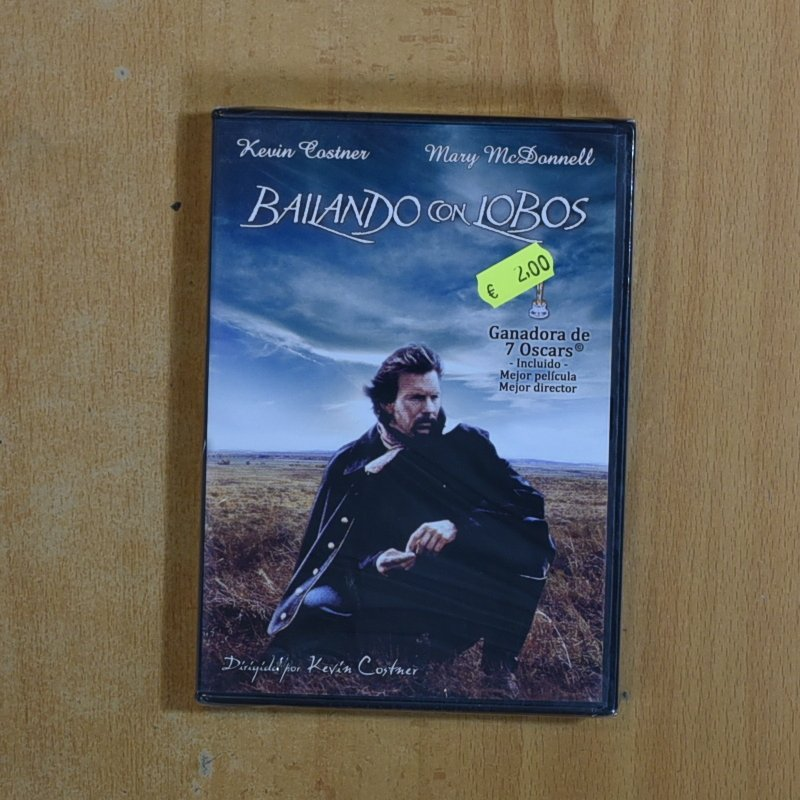 Kevin Costner Mary McDonnell
BAILANDO CON LOBOS
€ 2,00
Ganadora de
7 Oscars©
- Incluido -
Mejor película
Mejor director
Dirigida por Kevin Costner